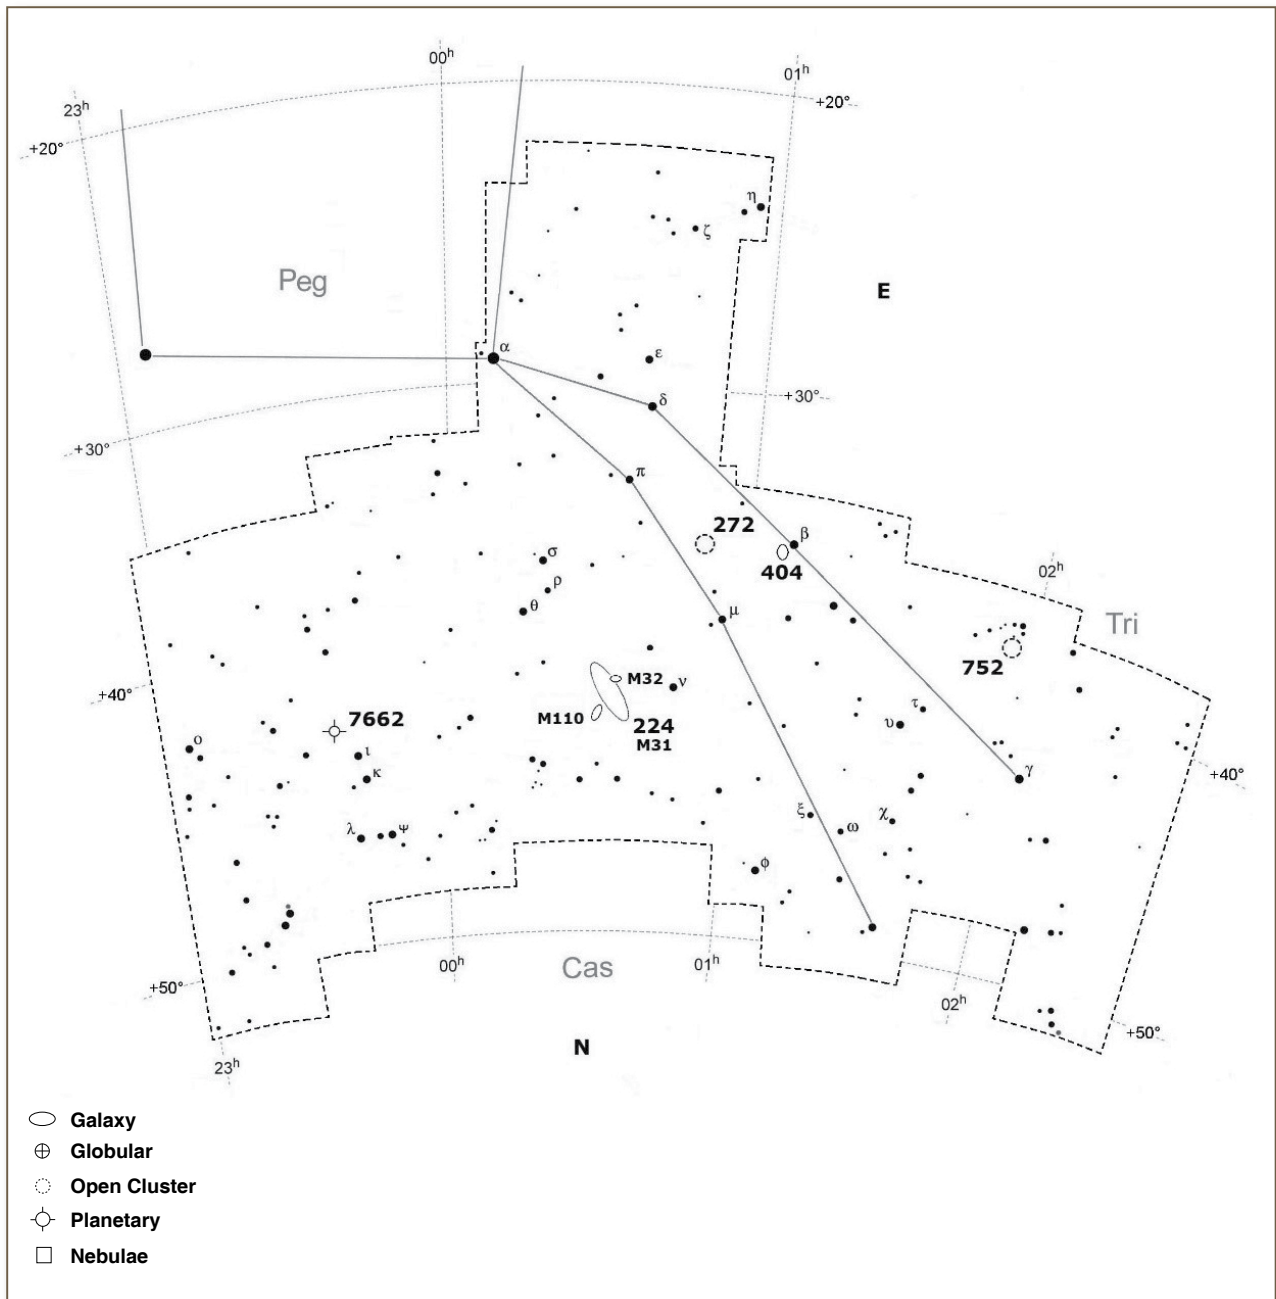 00h
01h
23h
+20°
+20°
η
ζ
Peg
E
α
ε
δ
+30°
+30°
π
272
β
404
σ
02h
ρ
θ
μ
Tri
752
M32
ν
+40°
M110
224
M31
τ
υ
7662
ο
ι
κ
γ
+40°
ξ
ω
χ
λ
ψ
φ
00h
Cas
01h
+50°
02h
+50°
N
23h
Galaxy
Globular
Open Cluster
Planetary
Nebulae